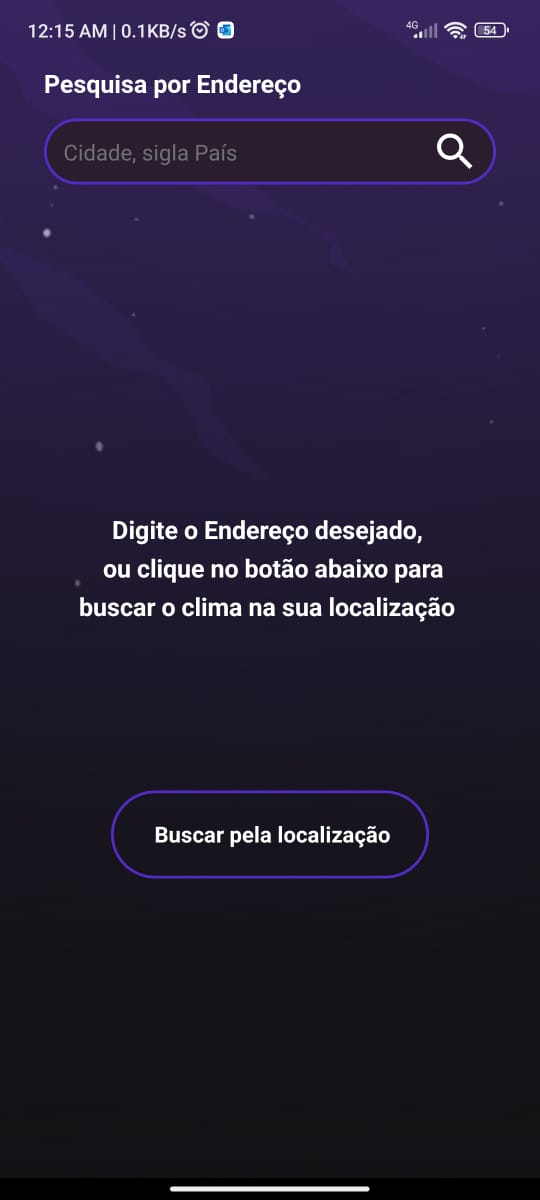 12:15 AM | 0.1KB/s
4G
54
Pesquisa por Endereço
Cidade, sigla País
Digite o Endereço desejado,
ou clique no botão abaixo para
buscar o clima na sua localização
Buscar pela localização